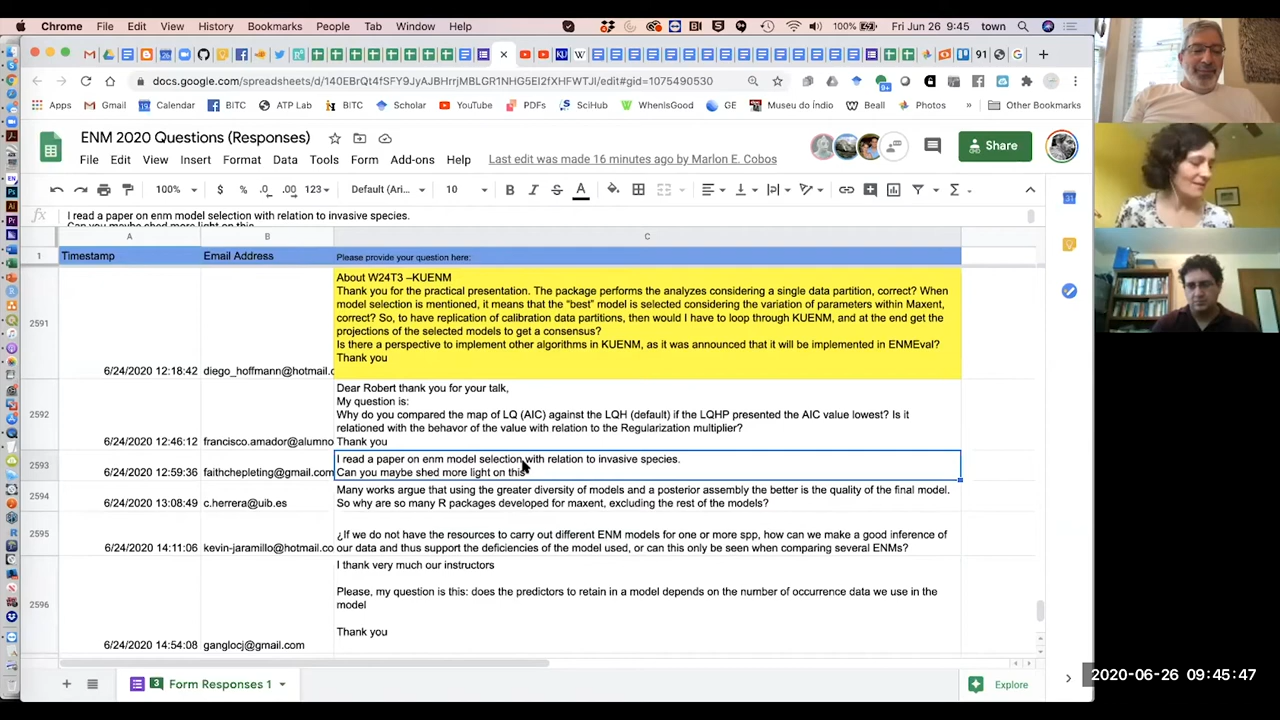 Chrome File Edit View History Bookmarks People Tab Window Help 100% Fri Jun 26 9:45 town
91
docs.google.com/spreadsheets/d/140EBrQt4fSFY9JyAJBHrrjMBLGR1NHG5EI2fXHFWTJI/edit#gid=1075490530
Apps Gmail Calendar BITC ATP Lab BITC Scholar YouTube PDFs SciHub WhenIsGood GE Museu do Índio Beall Photos » Other Bookmarks
ENM 2020 Questions (Responses)
File Edit View Insert Format Data Tools Form Add-ons Help Last edit was made 16 minutes ago by Marlon E. Cobos
Share
100% $ % .0 .00 123 Default (Ari... 10 B I S A
fx I read a paper on enm model selection with relation to invasive species.
Can you maybe shed more light on this
A B C
1 Timestamp Email Address Please provide your question here:
About W24T3 –KUENM
Thank you for the practical presentation. The package performs the analyzes considering a single data partition, correct? When
model selection is mentioned, it means that the “best” model is selected considering the variation of parameters within Maxent,
correct? So, to have replication of calibration data partitions, then would I have to loop through KUENM, and at the end get the
projections of the selected models to get a consensus?
Is there a perspective to implement other algorithms in KUENM, as it was announced that it will be implemented in ENMEval?
Thank you
2591 6/24/2020 12:18:42 diego_hoffmann@hotmail.c
Dear Robert thank you for your talk,
My question is:
Why do you compared the map of LQ (AIC) against the LQH (default) if the LQHP presented the AIC value lowest? Is it
relationed with the behavor of the value with relation to the Regularization multiplier?
Thank you
2592 6/24/2020 12:46:12 francisco.amador@alumno
I read a paper on enm model selection with relation to invasive species.
Can you maybe shed more light on this
2593 6/24/2020 12:59:36 faithchepleting@gmail.com
Many works argue that using the greater diversity of models and a posterior assembly the better is the quality of the final model.
So why are so many R packages developed for maxent, excluding the rest of the models?
2594 6/24/2020 13:08:49 c.herrera@uib.es
¿If we do not have the resources to carry out different ENM models for one or more spp, how can we make a good inference of
our data and thus support the deficiencies of the model used, or can this only be seen when comparing several ENMs?
2595 6/24/2020 14:11:06 kevin-jaramillo@hotmail.co
I thank very much our instructors
Please, my question is this: does the predictors to retain in a model depends on the number of occurrence data we use in the
model
Thank you
2596 6/24/2020 14:54:08 ganglocj@gmail.com
3 Form Responses 1
Explore
2020-06-26 09:45:47